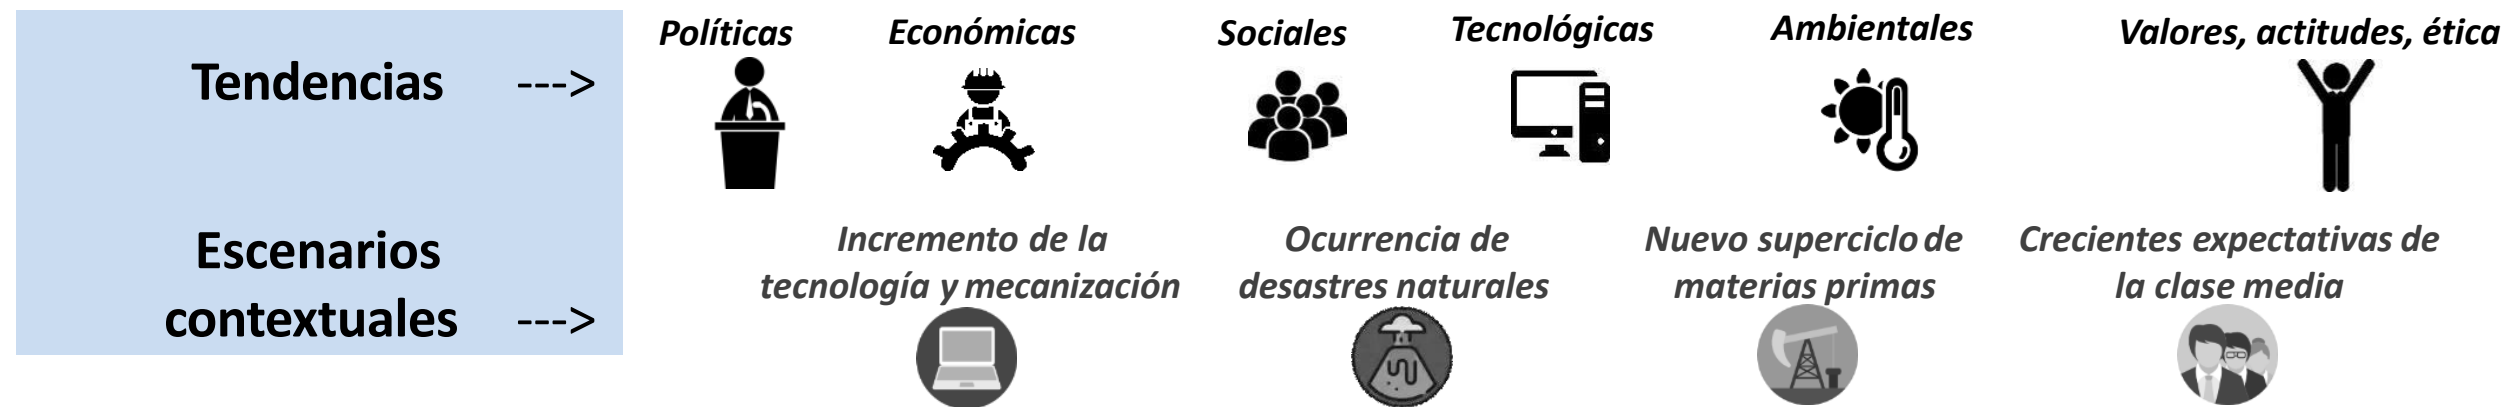 Tendencias --->
Políticas
Económicas
Sociales
Tecnológicas
Ambientales
Valores, actitudes, ética
Escenarios
contextuales --->
Incremento de la
tecnología y mecanización
Ocurrencia de
desastres naturales
Nuevo superciclo de
materias primas
Crecientes expectativas de
la clase media